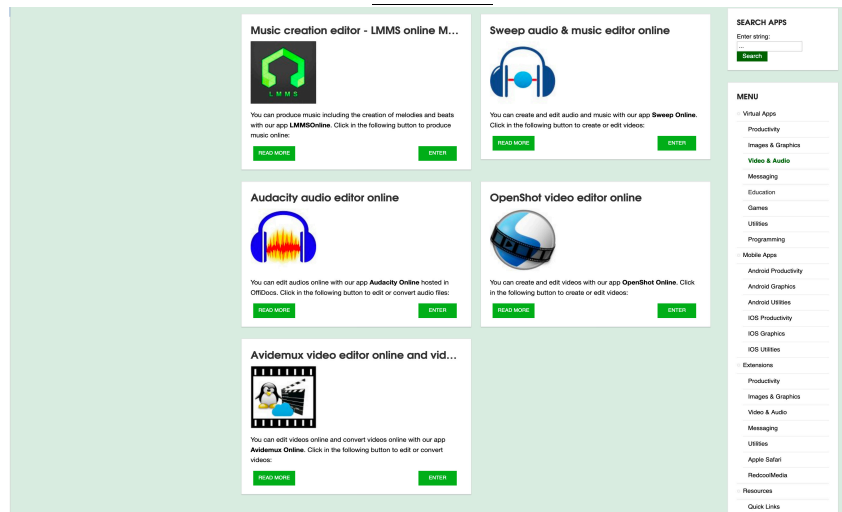 Music creation editor - LMMS online M...
LMMS
You can produce music including the creation of melodies and beats
with our app LMMSOnline. Click in the following button to produce
music online:
READ MORE
ENTER
Sweep audio & music editor online
You can create and edit audio and music with our app Sweep Online.
Click in the following button to create or edit videos:
READ MORE
ENTER
Audacity audio editor online
You can edit audios online with our app Audacity Online hosted in
OffiDocs. Click in the following button to edit or convert audio files:
READ MORE
ENTER
OpenShot video editor online
You can create and edit videos with our app OpenShot Online. Click
in the following button to create or edit videos:
READ MORE
ENTER
Avidemux video editor online and vid...
You can edit videos online and convert videos online with our app
Avidemux Online. Click in the following button to edit or convert
videos:
READ MORE
ENTER
SEARCH APPS
Enter string:
...
Search
MENU
Virtual Apps
Productivity
Images & Graphics
Video & Audio
Messaging
Education
Games
Utilities
Programming
Mobile Apps
Android Productivity
Android Graphics
Android Utilities
IOS Productivity
IOS Graphics
IOS Utilities
Extensions
Productivity
Images & Graphics
Video & Audio
Messaging
Utilities
Apple Safari
RedcoolMedia
Resources
Quick Links